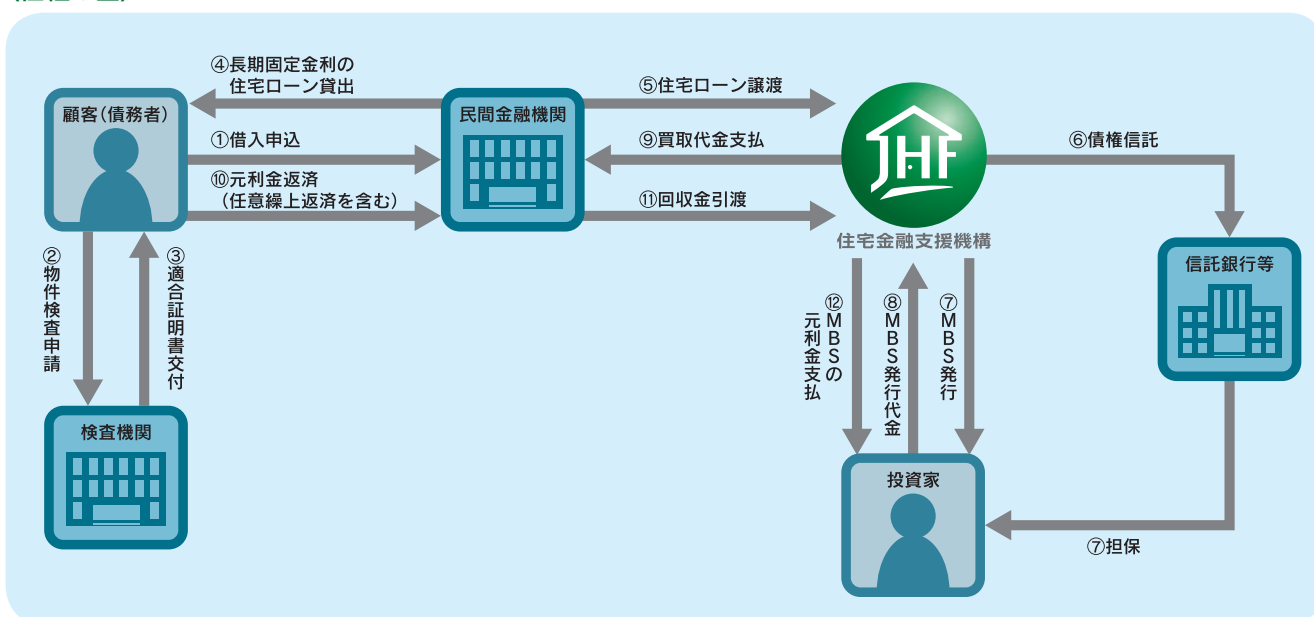 ④長期固定金利の
住宅ローン貸出
⑤住宅ローン譲渡
顧客(債務者)
民間金融機関
①借入申込
⑨買取代金支払
JHF
⑥債権信託
⑩元利金返済
(任意繰上返済を含む)
⑪回収金引渡
住宅金融支援機構
②物件検査申請
③適合証明書交付
信託銀行等
⑫MBSの
元利金支払
⑧MBS発行代金
⑦MBS発行
検査機関
投資家
⑦担保